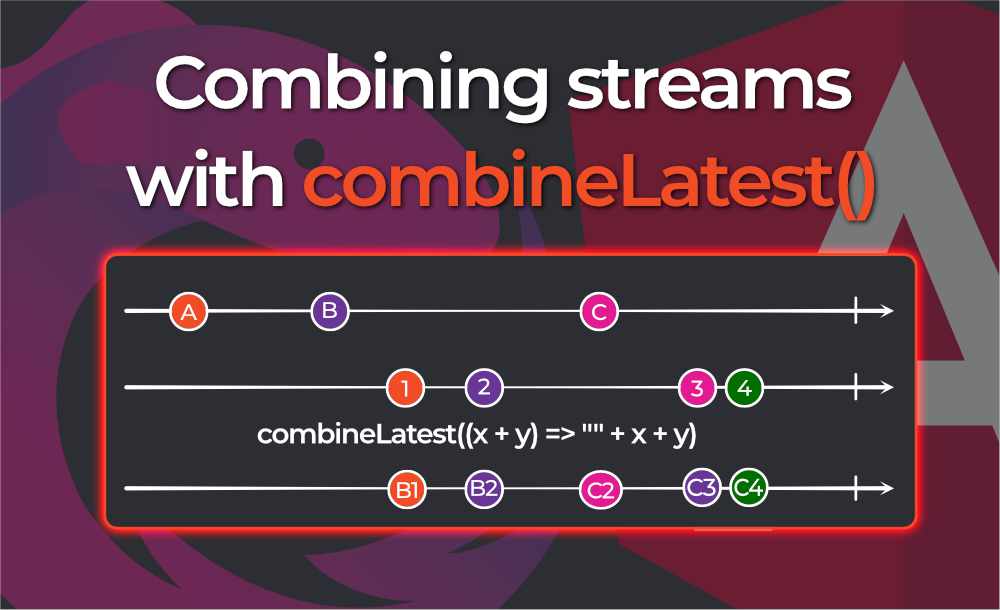 Combining streams
with combineLatest()
A B C
1 2 3 4
combineLatest((x + y) => "" + x + y)
B1 B2 C2 C3 C4